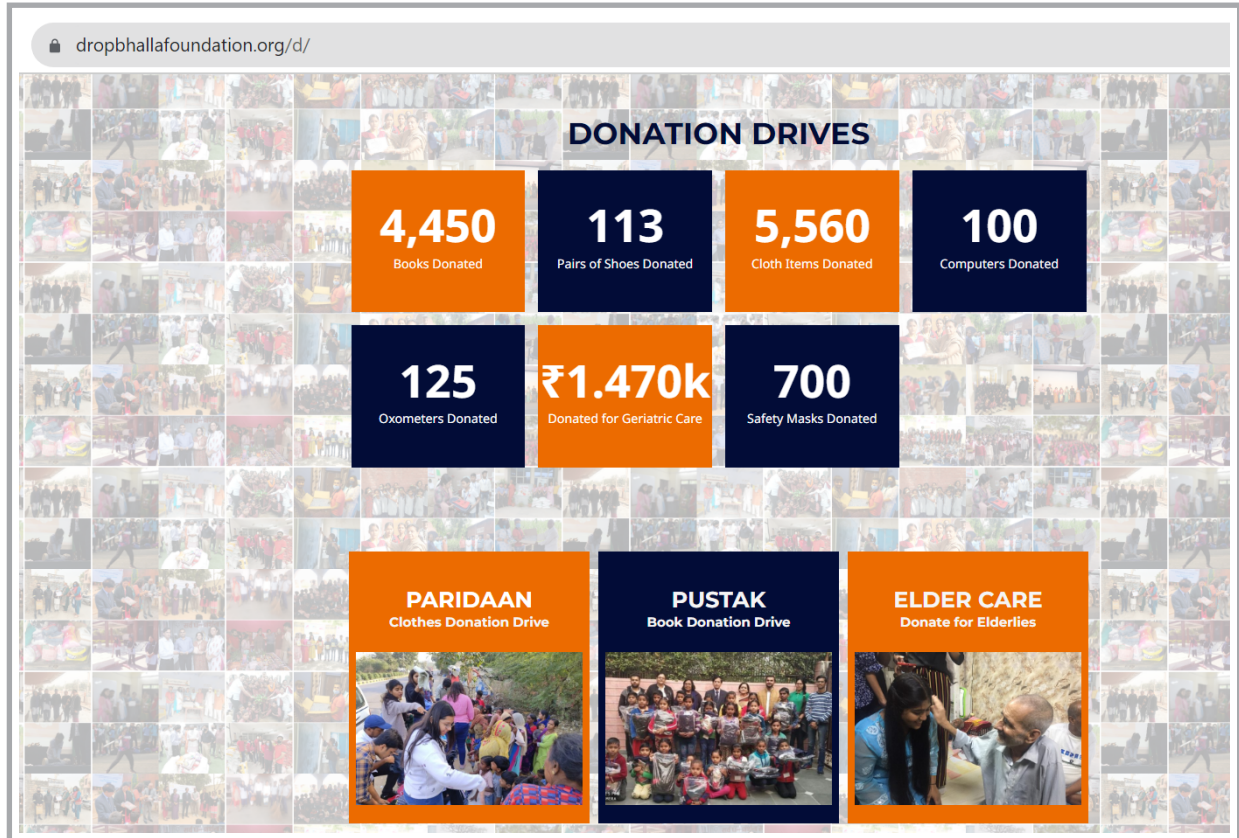 dropbhallafoundation.org/d/
DONATION DRIVES
4,450
Books Donated
113
Pairs of Shoes Donated
5,560
Cloth Items Donated
100
Computers Donated
125
Oxometers Donated
₹1.470k
Donated for Geriatric Care
700
Safety Masks Donated
PARIDAAN
Clothes Donation Drive
PUSTAK
Book Donation Drive
ELDER CARE
Donate for Elderlies